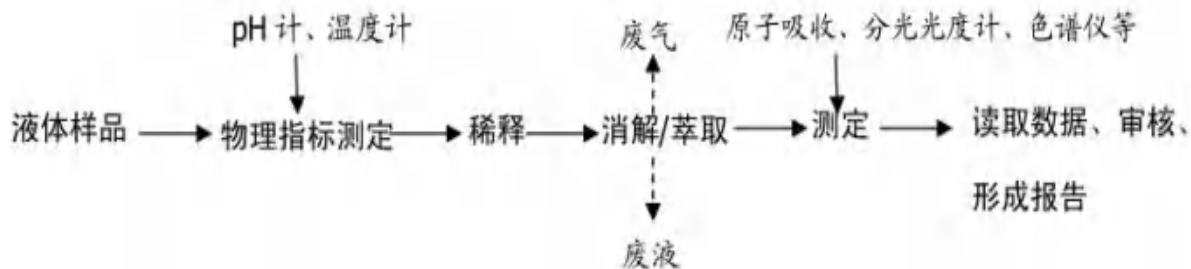 pH 计、温度计
废气
原子吸收、分光光度计、色谱仪等
液体样品
物理指标测定
稀释
消解/萃取
测定
读取数据、审核、
形成报告
废液